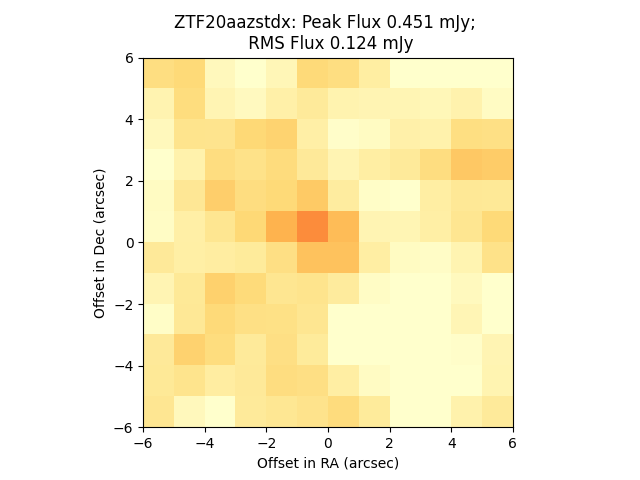 ZTF20aazstdx: Peak Flux 0.451 mJy;
RMS Flux 0.124 mJy
6
4
2
0
−2
−4
−6
Offset in Dec (arcsec)
−6 −4 −2 0 2 4 6
Offset in RA (arcsec)